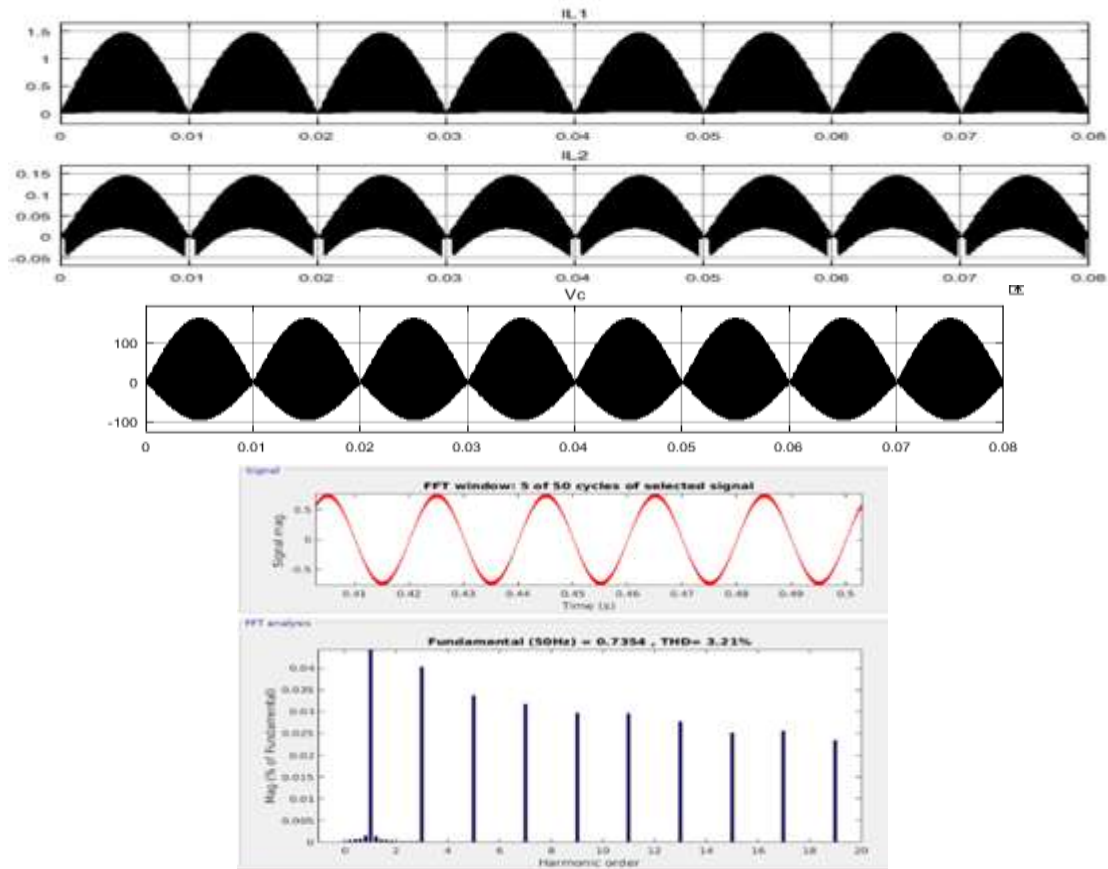 IL1
1.5
1
0.5
0
0 0.01 0.02 0.03 0.04 0.05 0.06 0.07 0.08
IL2
0.15
0.1
0.05
0
-0.05
0 0.01 0.02 0.03 0.04 0.05 0.06 0.07 0.08
Vc
100
0
-100
0 0.01 0.02 0.03 0.04 0.05 0.06 0.07 0.08
Signal
FFT window: 5 of 50 cycles of selected signal
Signal mag.
0.5
0
-0.5
0.41 0.42 0.43 0.44 0.45 0.46 0.47 0.48 0.49 0.5
Time (s)
FFT analysis
Fundamental (50Hz) = 0.7354 , THD= 3.21%
Mag (% of Fundamental)
0.04
0.035
0.03
0.025
0.02
0.015
0.01
0.005
0
0 2 4 6 8 10 12 14 16 18 20
Harmonic order